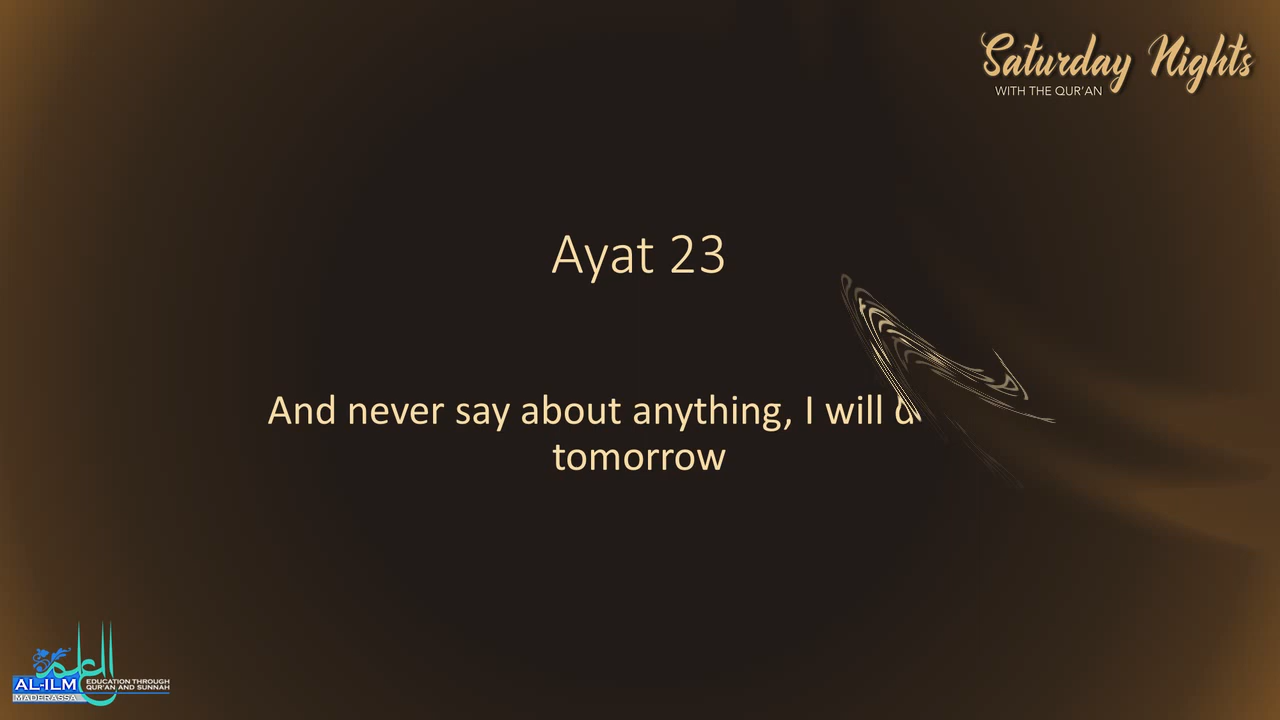 Saturday Nights
WITH THE QUR'AN
Ayat 23
And never say about anything, I will
tomorrow
العلم
AL-ILM
MADERASSA
EDUCATION THROUGH
QUR'AN AND SUNNAH